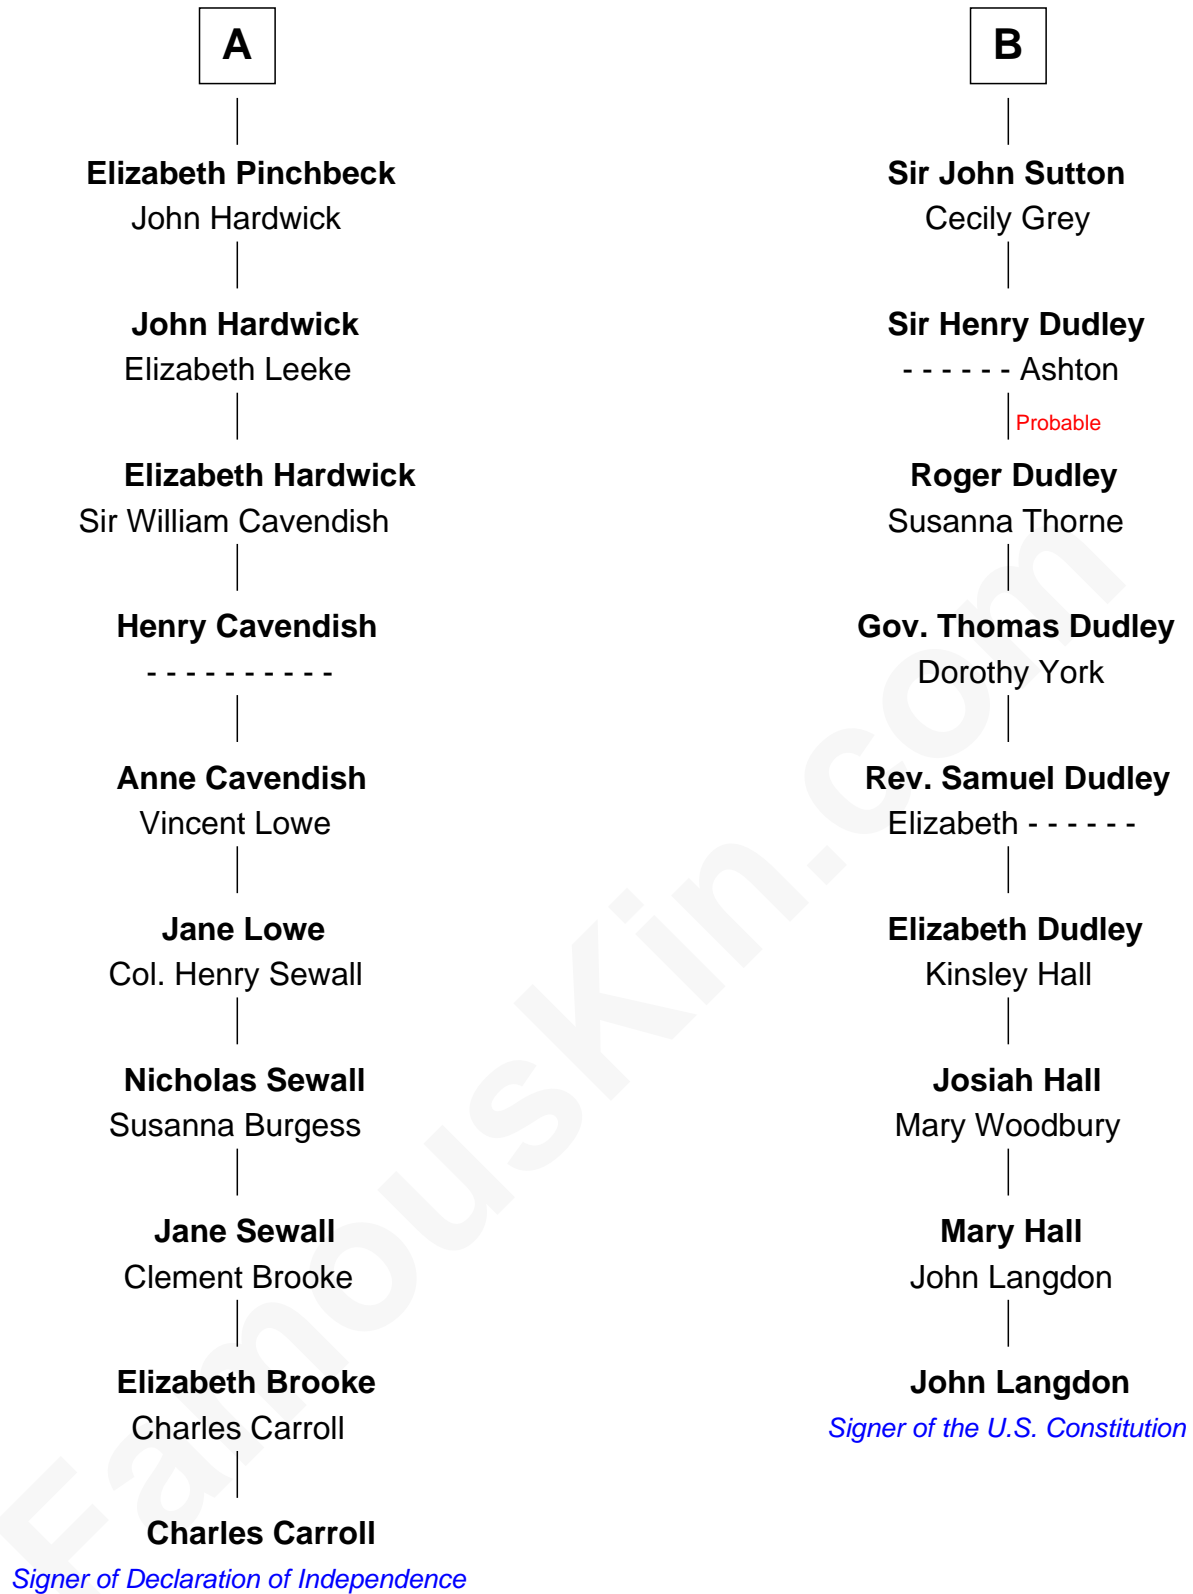 A
Elizabeth Pinchbeck
John Hardwick
John Hardwick
Elizabeth Leeke
Elizabeth Hardwick
Sir William Cavendish
Henry Cavendish
- - - - - - - - - -
Anne Cavendish
Vincent Lowe
Jane Lowe
Col. Henry Sewall
Nicholas Sewall
Susanna Burgess
Jane Sewall
Clement Brooke
Elizabeth Brooke
Charles Carroll
Charles Carroll
Signer of Declaration of Independence
B
Sir John Sutton
Cecily Grey
Sir Henry Dudley
- - - - - - Ashton
Probable
Roger Dudley
Susanna Thorne
Gov. Thomas Dudley
Dorothy York
Rev. Samuel Dudley
Elizabeth - - - - - -
Elizabeth Dudley
Kinsley Hall
Josiah Hall
Mary Woodbury
Mary Hall
John Langdon
John Langdon
Signer of the U.S. Constitution
FamousKin.com